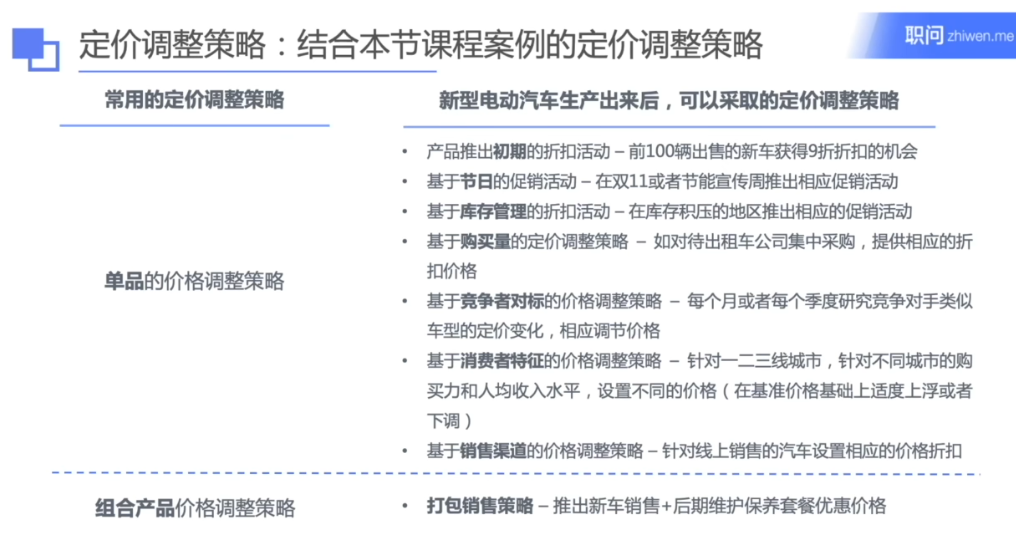 定价调整策略：结合本节课程案例的定价调整策略
职问 zhiwen.me
常用的定价调整策略
新型电动汽车生产出来后，可以采取的定价调整策略
单品的价格调整策略
• 产品推出初期的折扣活动 – 前100辆出售的新车获得9折折扣的机会
• 基于节日的促销活动 – 在双11或者节能宣传周推出相应促销活动
• 基于库存管理的折扣活动 – 在库存积压的地区推出相应的促销活动
• 基于购买量的定价调整策略 – 如对待出租车公司集中采购，提供相应的折
扣价格
• 基于竞争者对标的价格调整策略 – 每个月或者每个季度研究竞争对手类似
车型的定价变化，相应调节价格
• 基于消费者特征的价格调整策略 – 针对一二三线城市，针对不同城市的购
买力和人均收入水平，设置不同的价格（在基准价格基础上适度上浮或者
下调）
• 基于销售渠道的价格调整策略 – 针对线上销售的汽车设置相应的价格折扣
组合产品价格调整策略
• 打包销售策略 – 推出新车销售+后期维护保养套餐优惠价格